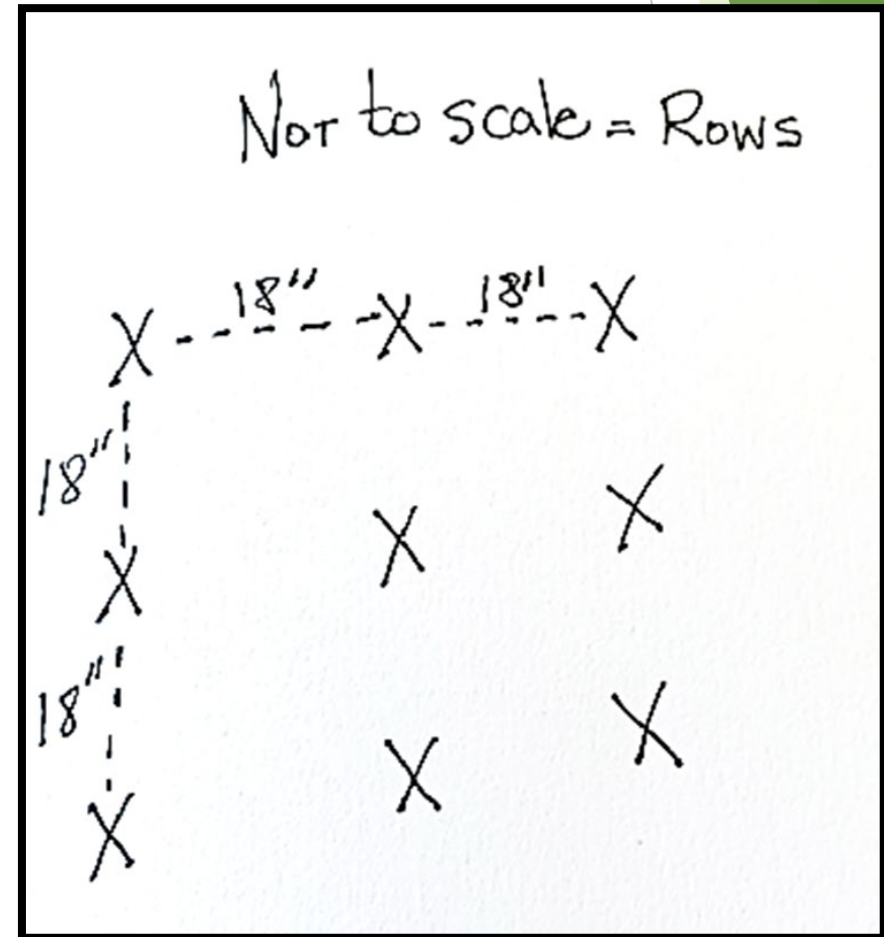 Not to scale = Rows
18" 18"
X X X
18"
X X X
18"
X X X